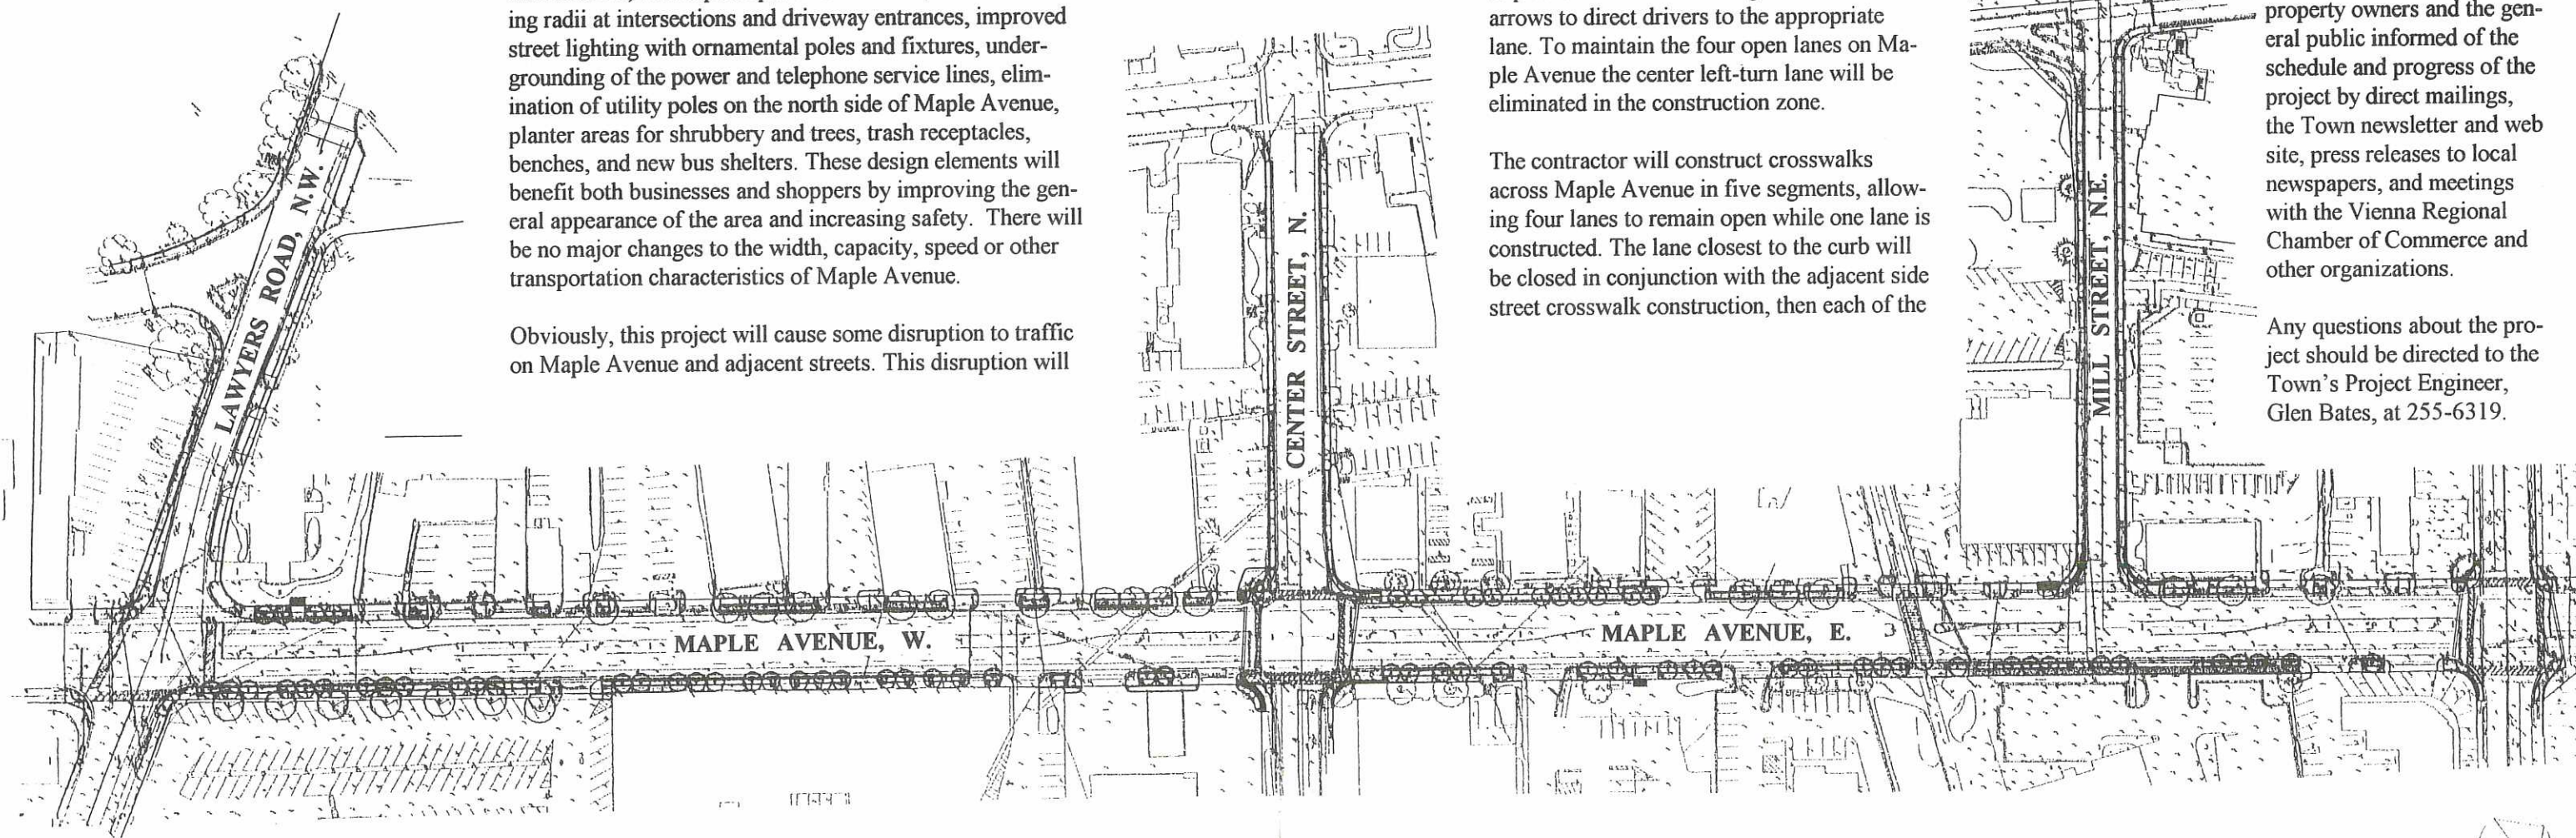 ing radii at intersections and driveway entrances, improved
street lighting with ornamental poles and fixtures, under-
grounding of the power and telephone service lines, elim-
ination of utility poles on the north side of Maple Avenue,
planter areas for shrubbery and trees, trash receptacles,
benches, and new bus shelters. These design elements will
benefit both businesses and shoppers by improving the gen-
eral appearance of the area and increasing safety. There will
be no major changes to the width, capacity, speed or other
transportation characteristics of Maple Avenue.
Obviously, this project will cause some disruption to traffic
on Maple Avenue and adjacent streets. This disruption will
arrows to direct drivers to the appropriate
lane. To maintain the four open lanes on Ma-
ple Avenue the center left-turn lane will be
eliminated in the construction zone.
The contractor will construct crosswalks
across Maple Avenue in five segments, allow-
ing four lanes to remain open while one lane is
constructed. The lane closest to the curb will
be closed in conjunction with the adjacent side
street crosswalk construction, then each of the
property owners and the gen-
eral public informed of the
schedule and progress of the
project by direct mailings,
the Town newsletter and web
site, press releases to local
newspapers, and meetings
with the Vienna Regional
Chamber of Commerce and
other organizations.
Any questions about the pro-
ject should be directed to the
Town's Project Engineer,
Glen Bates, at 255-6319.
LAWYERS ROAD, N.W.
CENTER STREET, N.
MILL STREET, N.E.
MAPLE AVENUE, W.
MAPLE AVENUE, E.